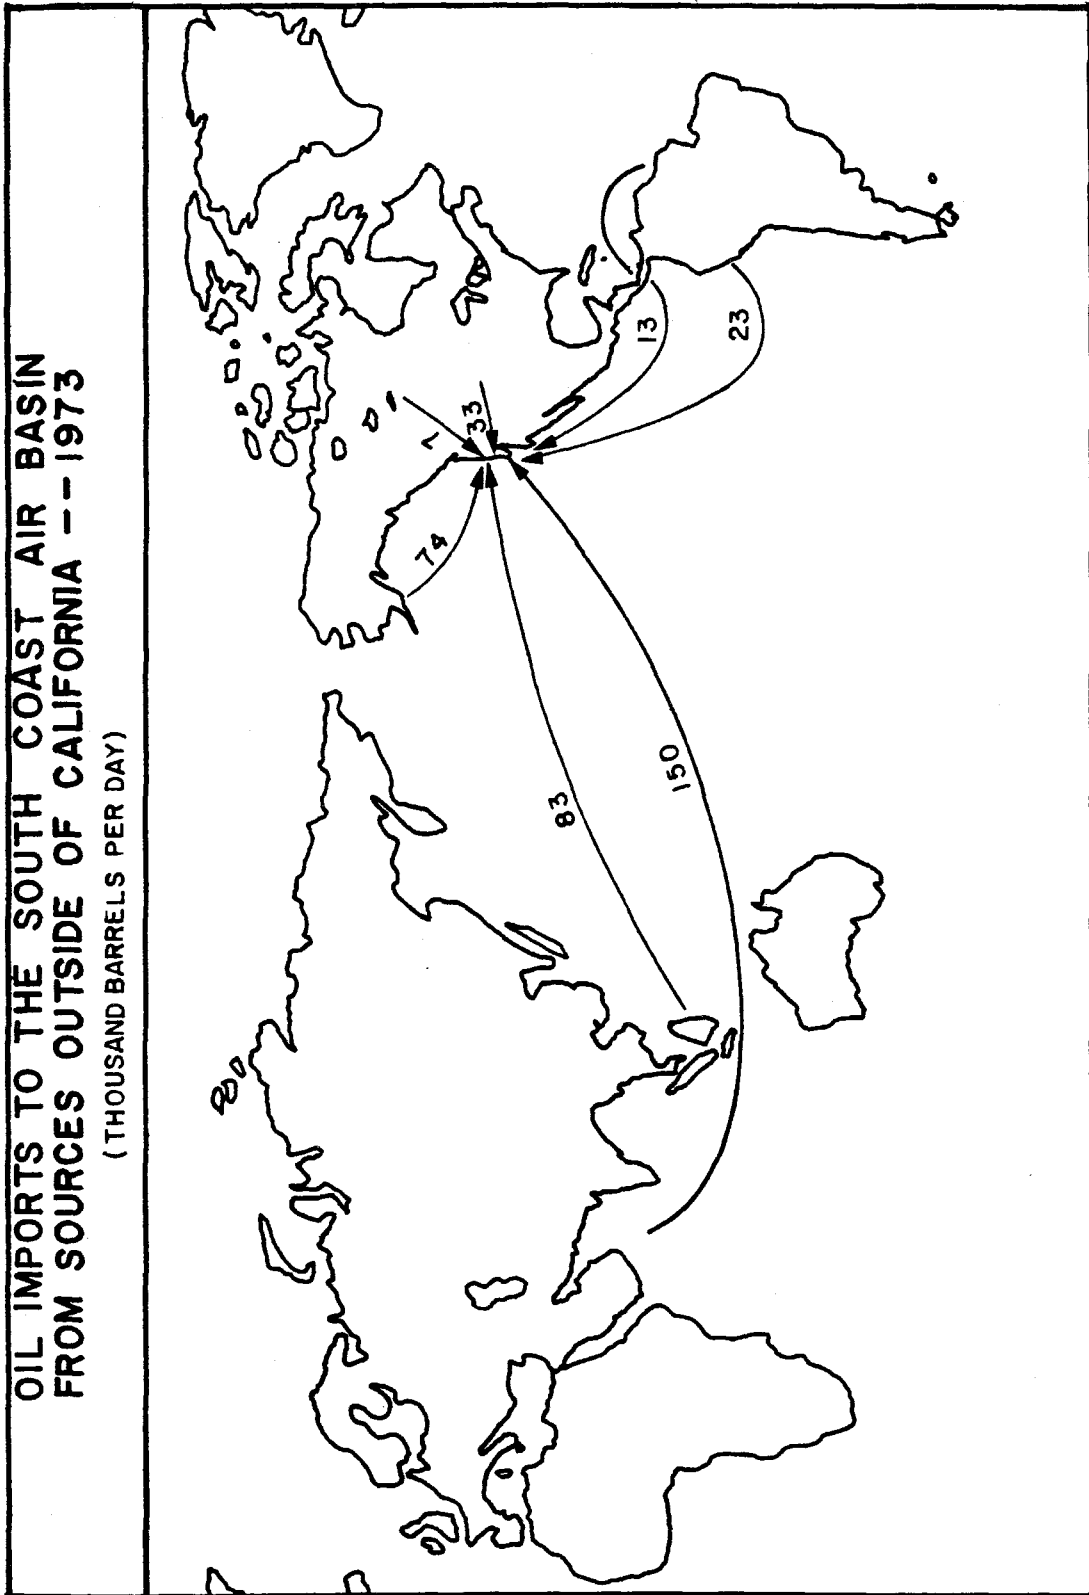 OIL IMPORTS TO THE SOUTH COAST AIR BASIN
FROM SOURCES OUTSIDE OF CALIFORNIA -- 1973
(THOUSAND BARRELS PER DAY)
74
7
33
83
13
150
23